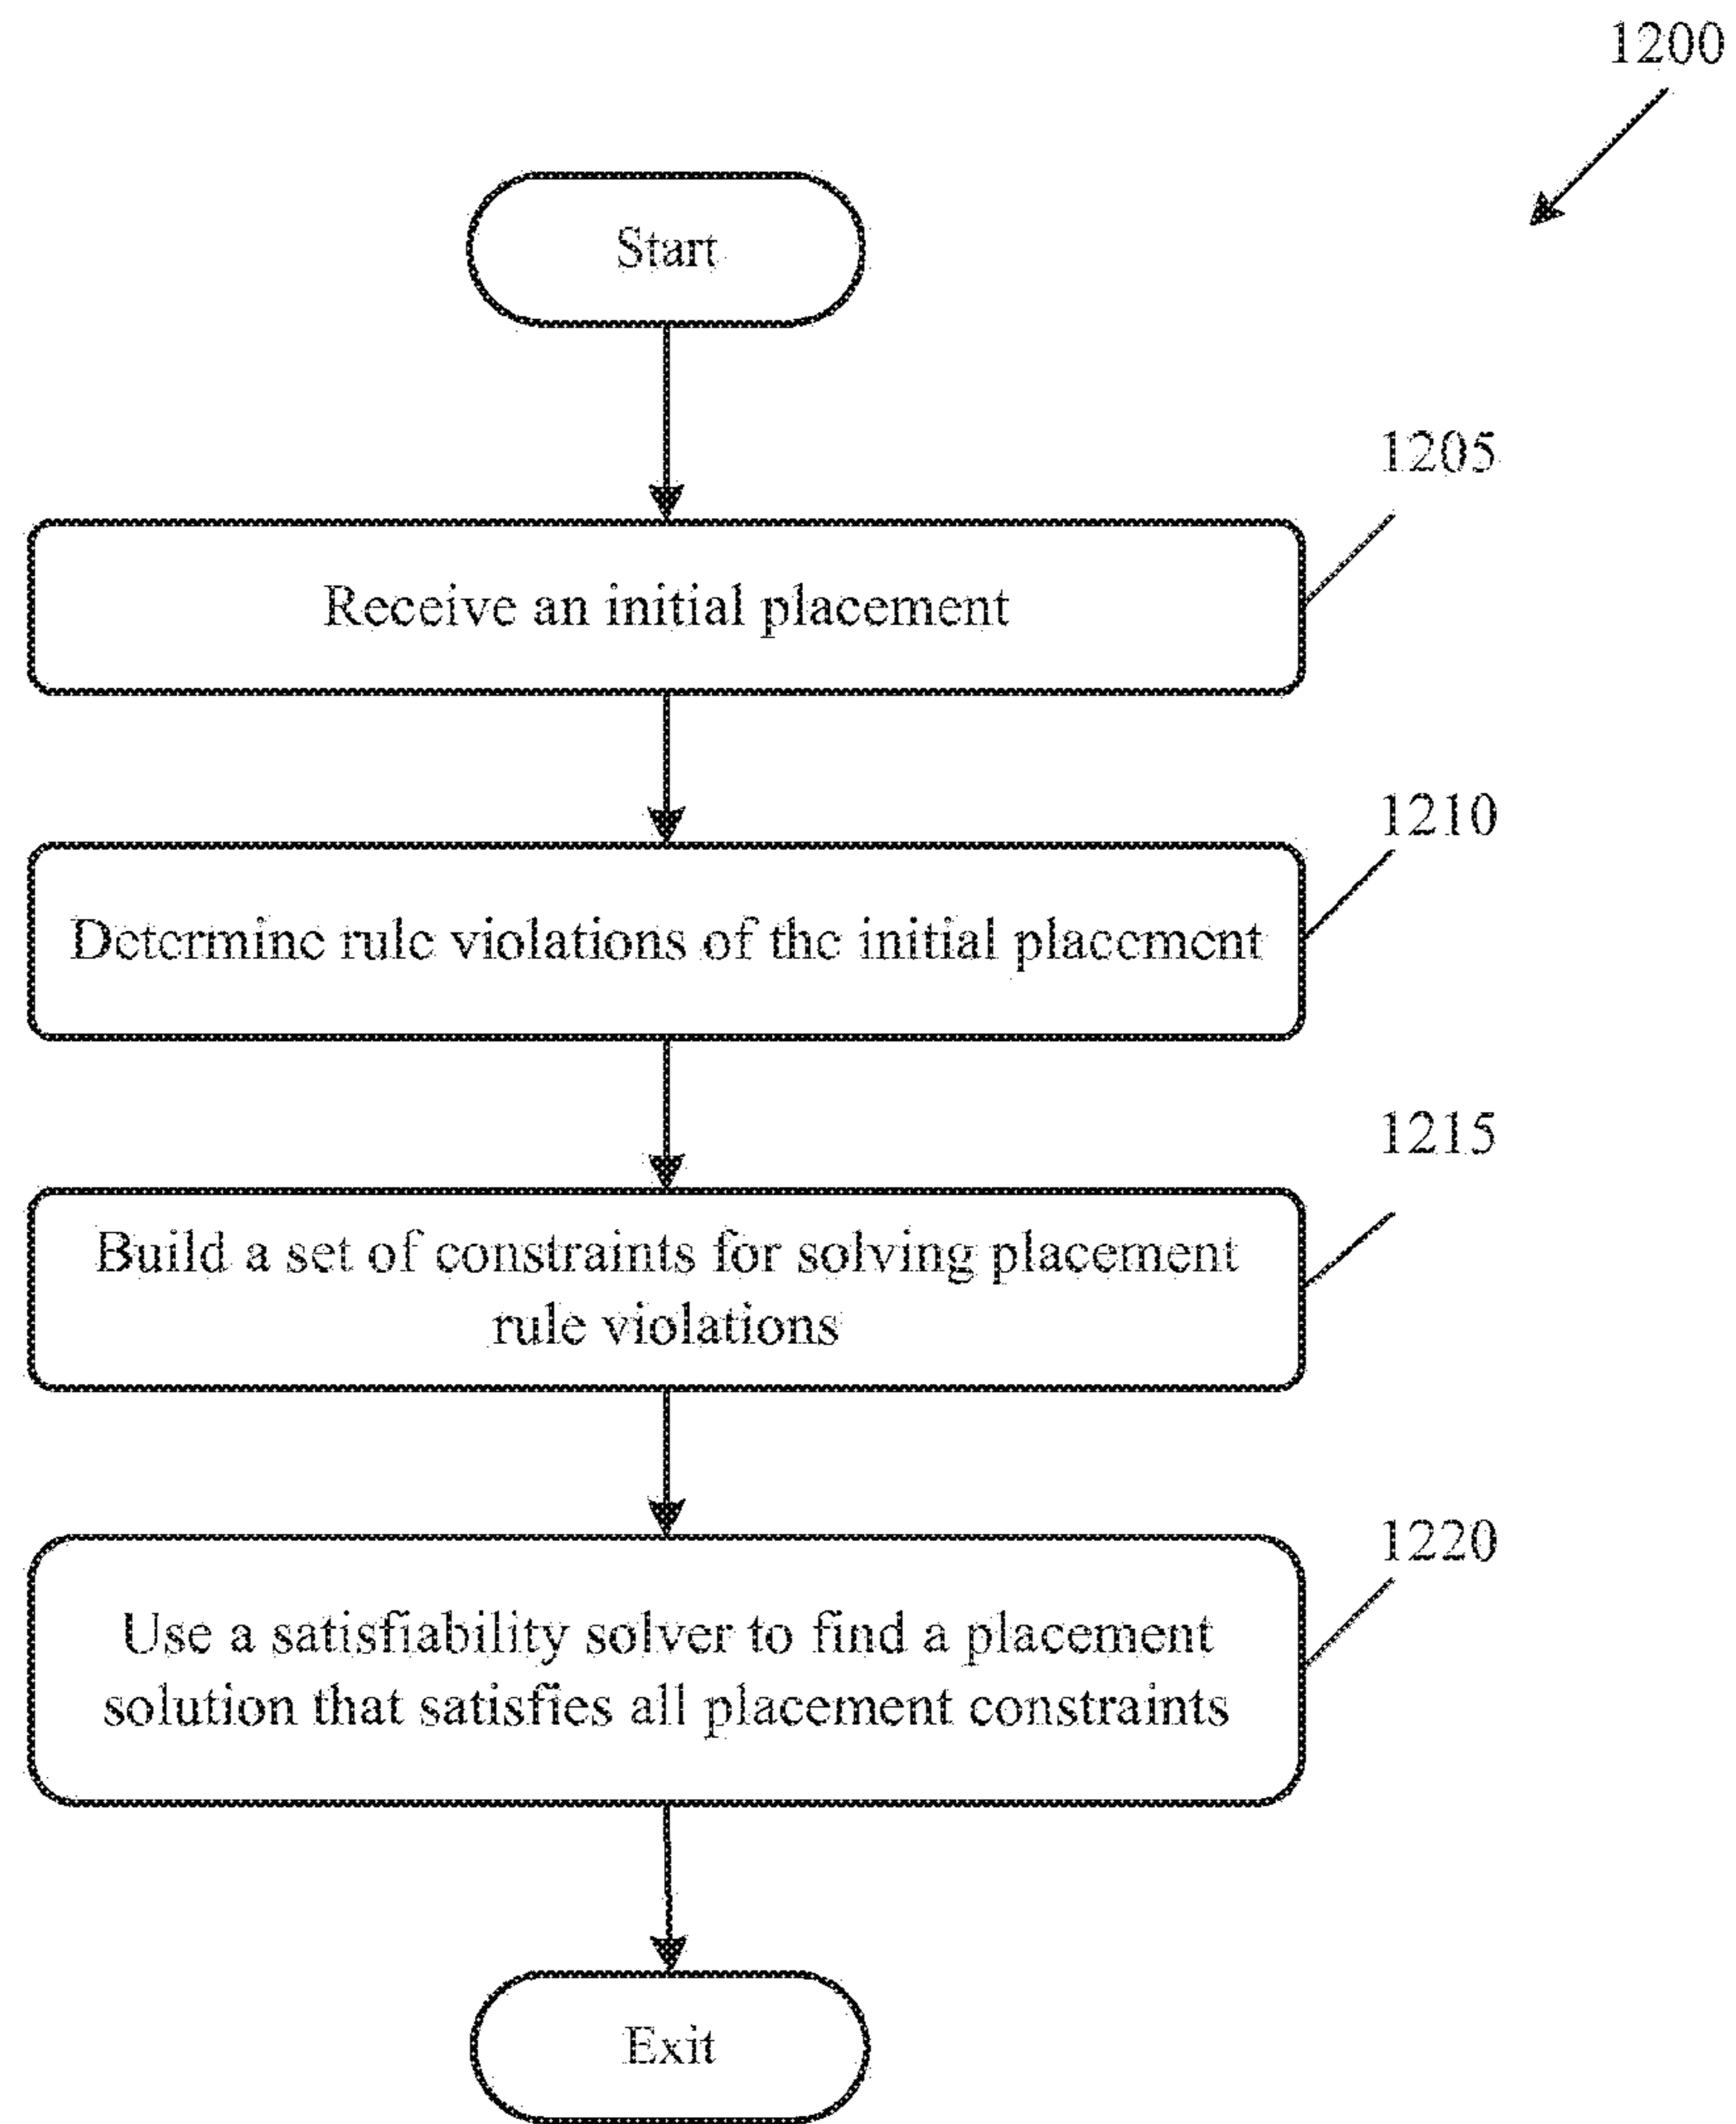 1200
Start
1205
Receive an initial placement
1210
Determine rule violations of the initial placement
1215
Build a set of constraints for solving placement
rule violations
1220
Use a satisfiability solver to find a placement
solution that satisfies all placement constraints
Exit